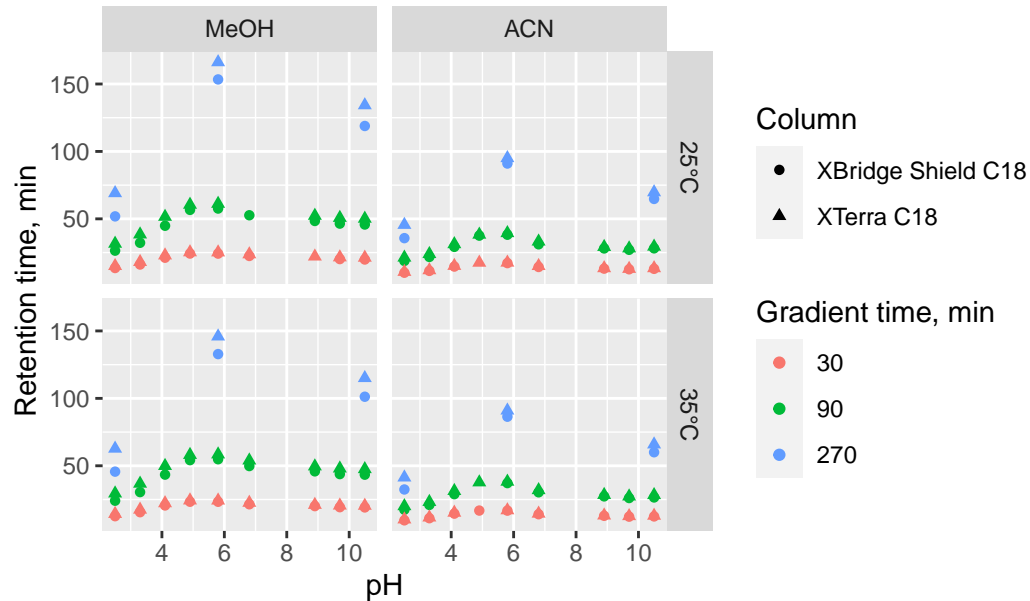 MeOH
ACN
150
100
50
25°C
150
100
50
35°C
4
6
8
10
4
6
8
10
pH
Retention time, min
Column
XBridge Shield C18
XTerra C18
Gradient time, min
30
90
270